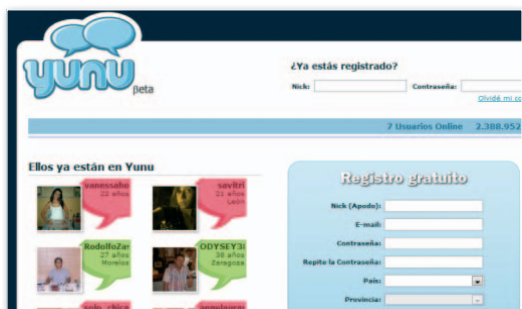 yunu
βeta
¿Ya estás registrado?
Nick:
Contraseña:
Olvidé mi co
7 Usuarios Online 2.388.952
Ellos ya están en Yunu
vanessaho
22 años
savitri
21 años
León
RodolfoZar
27 años
Morelos
ODYSEY3
38 años
Zaragoza
solo_chica
Registro gratuito
Nick (Apodo):
E-mail:
Contraseña:
Repite la Contraseña:
País:
Provincia: